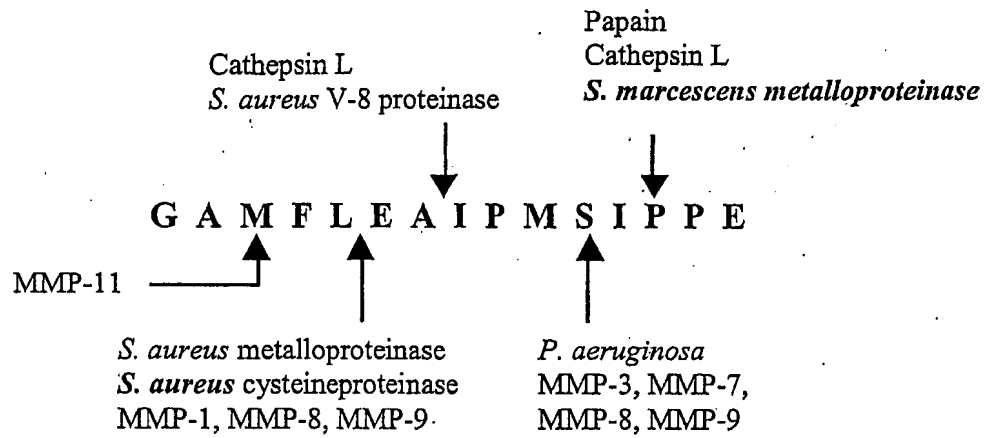 Papain
Cathepsin L
S. marcescens metalloproteinase
Cathepsin L
S. aureus V-8 proteinase
G A M F L E A I P M S I P P E
MMP-11
S. aureus metalloproteinase
S. aureus cysteineproteinase
MMP-1, MMP-8, MMP-9
P. aeruginosa
MMP-3, MMP-7,
MMP-8, MMP-9